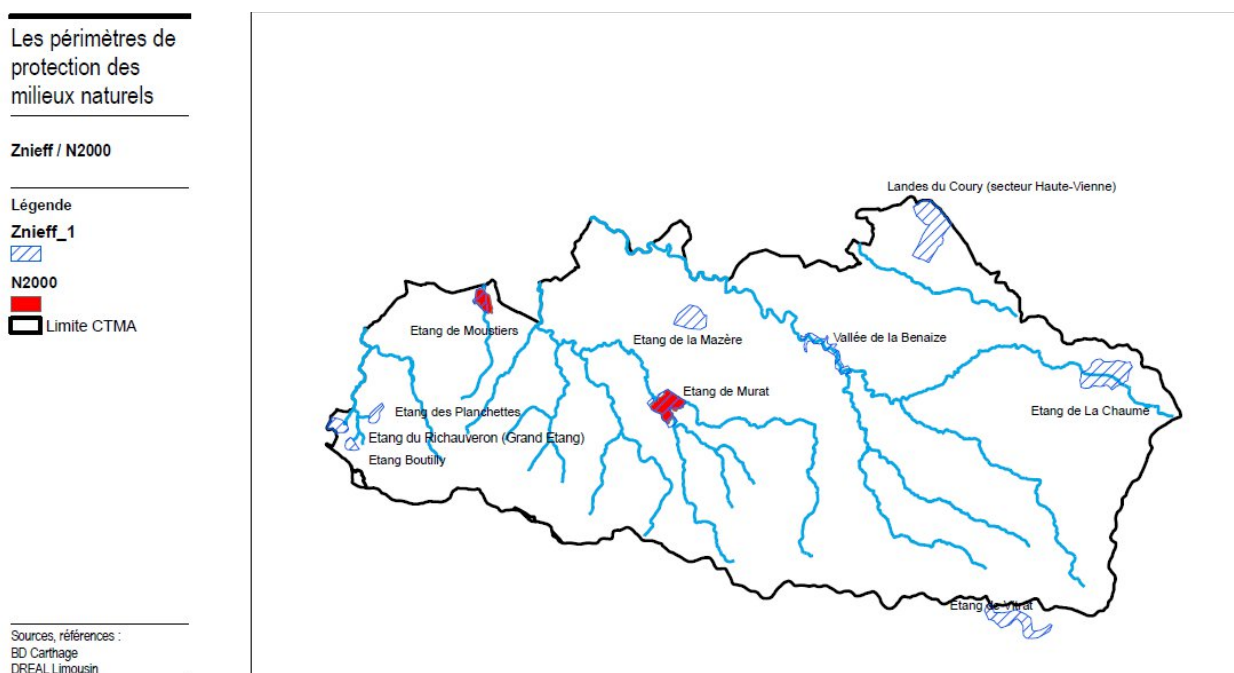 Les périmètres de
protection des
milieux naturels
Znieff / N2000
Légende
Znieff_1
N2000
Limite CTMA
Sources, références :
BD Carthage
DREAL Limousin
Landes du Coury (secteur Haute-Vienne)
Etang de Moustiers
Etang de la Mazère
Vallée de la Benaize
Etang de Murat
Etang de La Chaume
Etang des Planchettes
Etang du Richauveron (Grand Etang)
Etang Boutilly
Etang de Vitrat